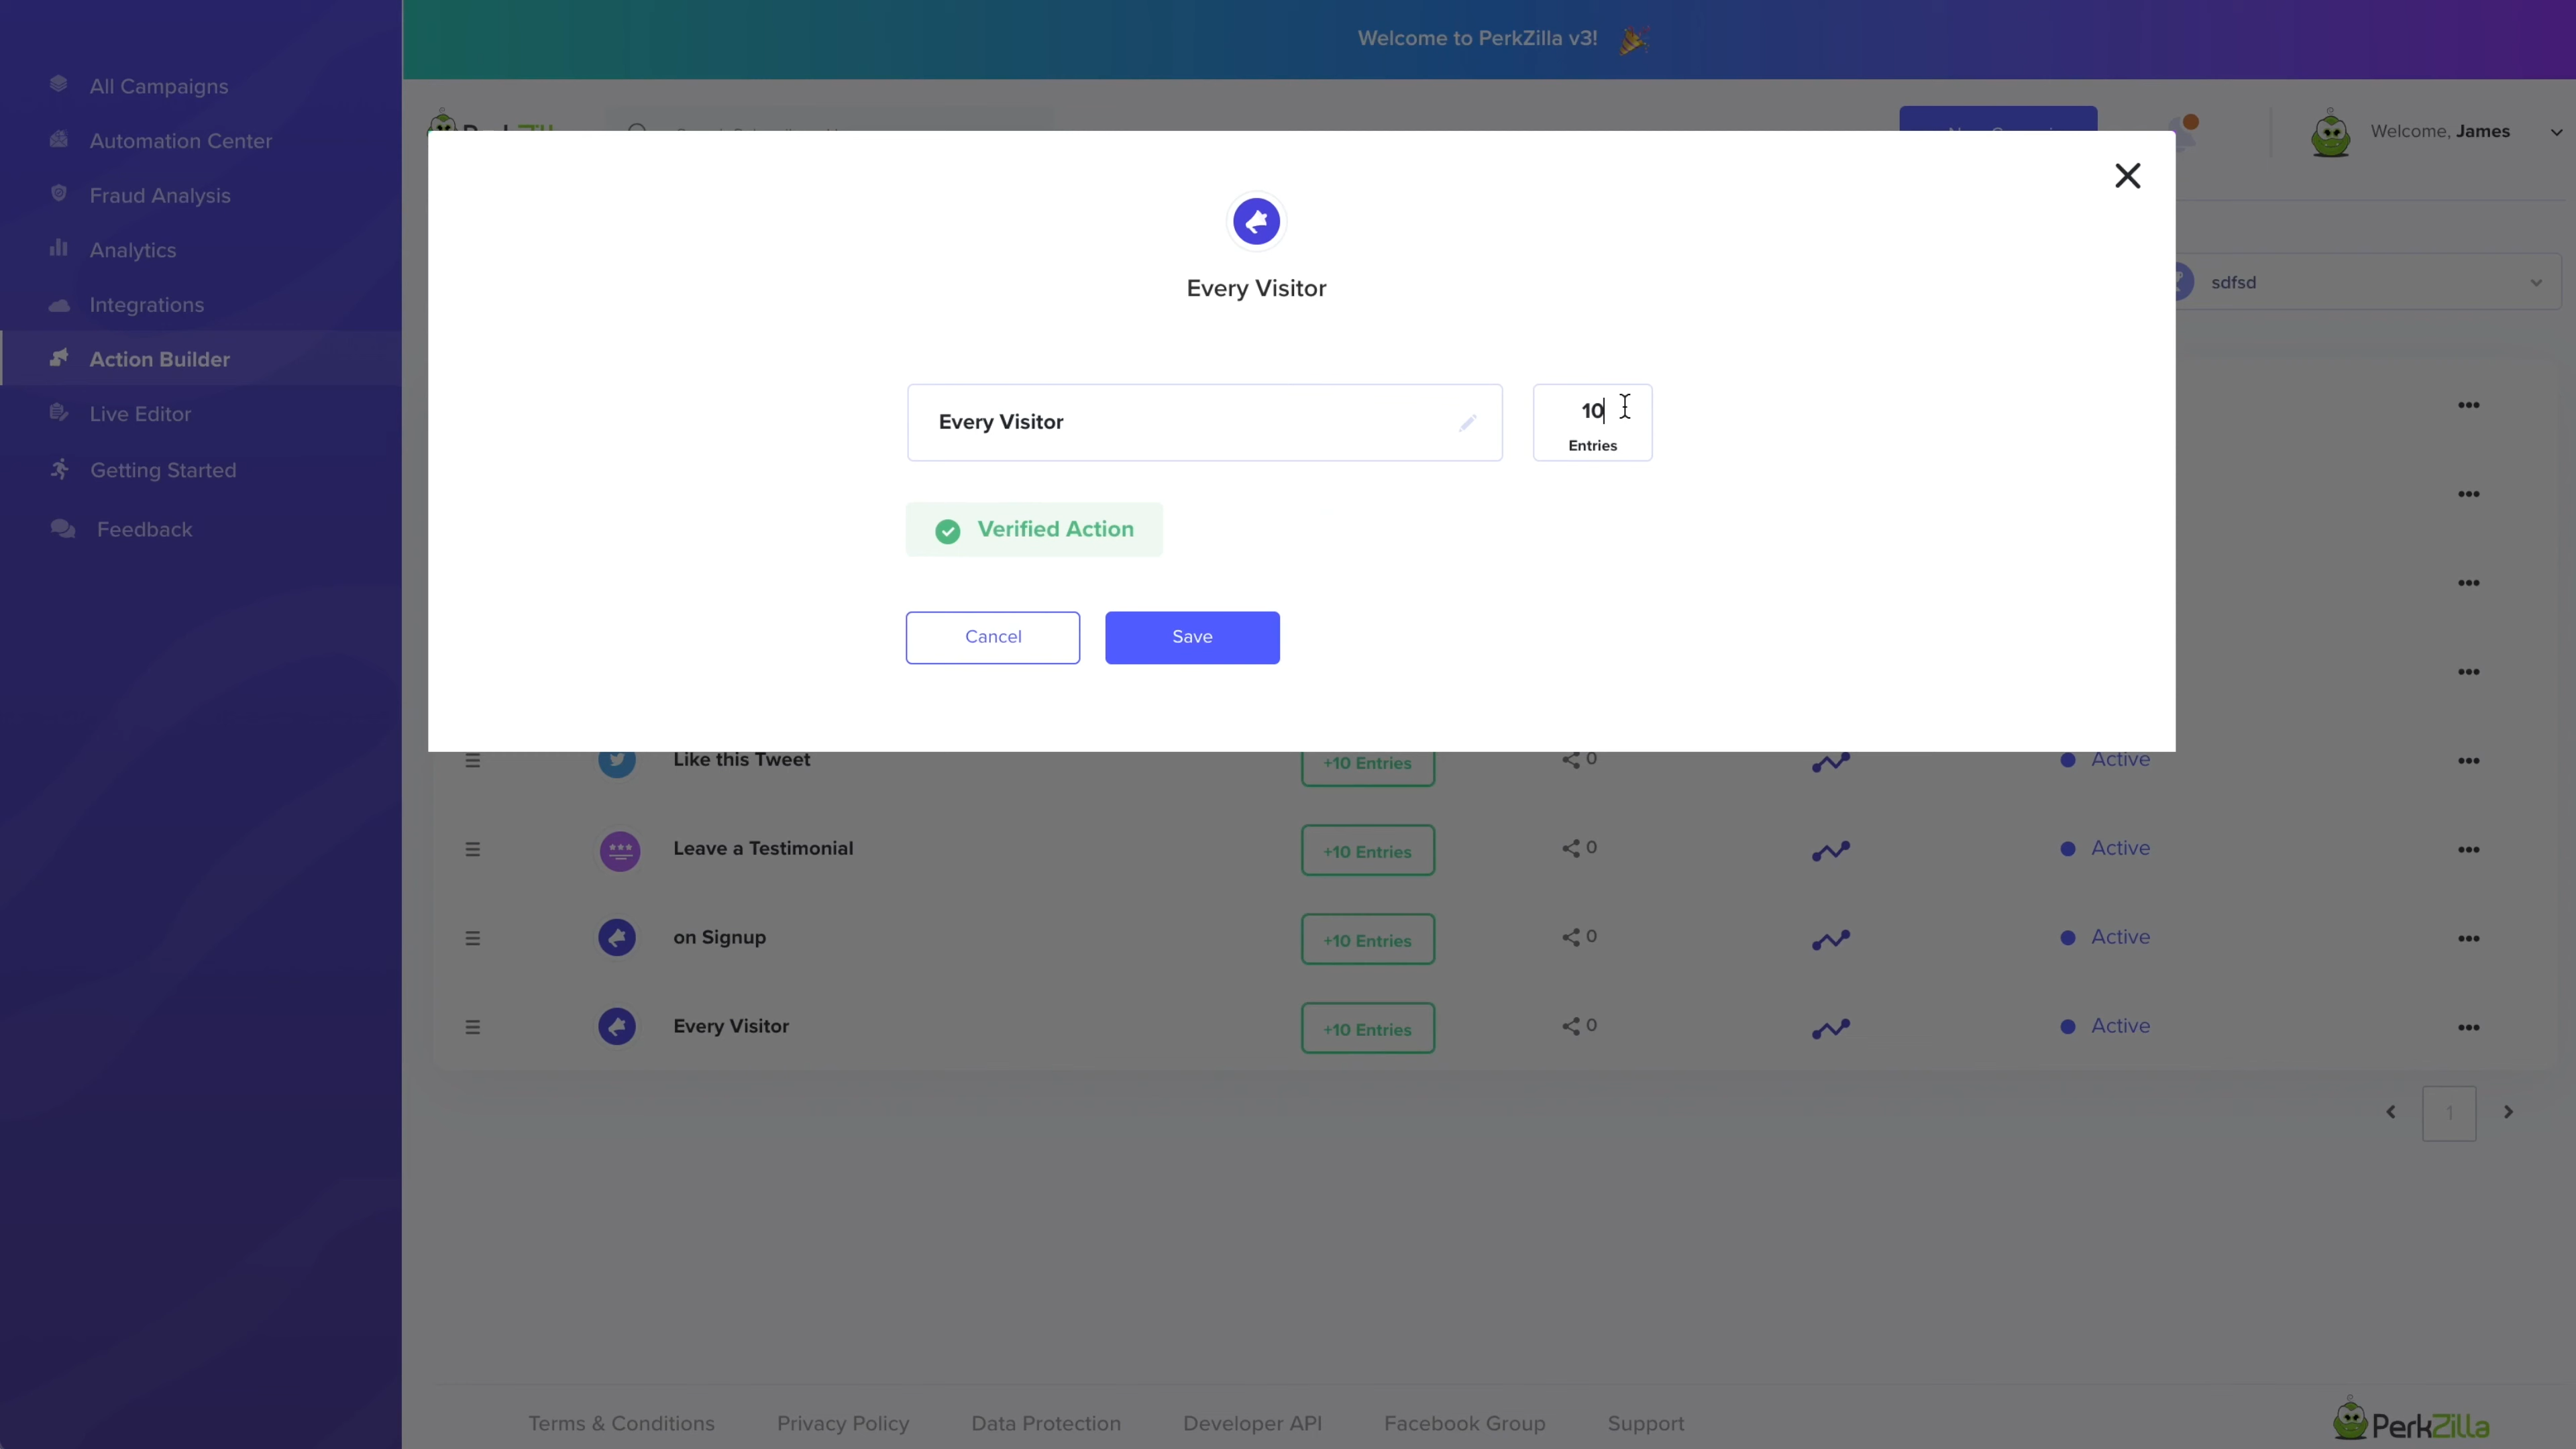 Welcome to PerkZilla v3!
All Campaigns
Automation Center
Fraud Analysis
Analytics
Integrations
Action Builder
Live Editor
Getting Started
Feedback
Welcome, James
sdfsd
Every Visitor
Every Visitor
10
Entries
Verified Action
Cancel
Save
Like this Tweet
+10 Entries
0
Active
Leave a Testimonial
+10 Entries
0
Active
on Signup
+10 Entries
0
Active
Every Visitor
+10 Entries
0
Active
1
Terms & Conditions
Privacy Policy
Data Protection
Developer API
Facebook Group
Support
PerkZilla